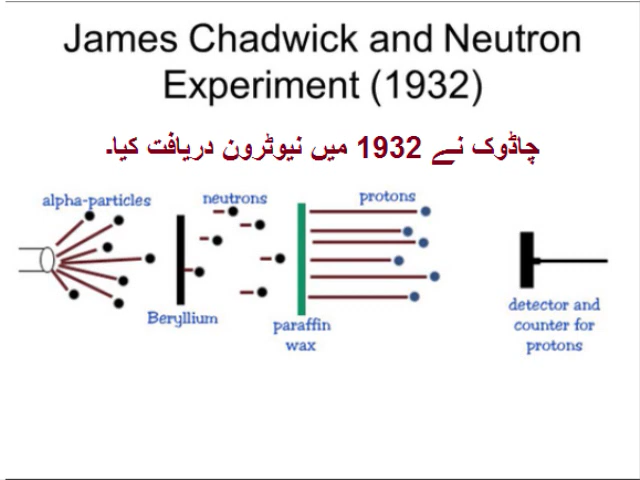 James Chadwick and Neutron
Experiment (1932)
چاڈوک نے 1932 میں نیوٹرون دریافت کیا۔
alpha-particles
neutrons
protons
Beryllium
paraffin
wax
detector and
counter for
protons